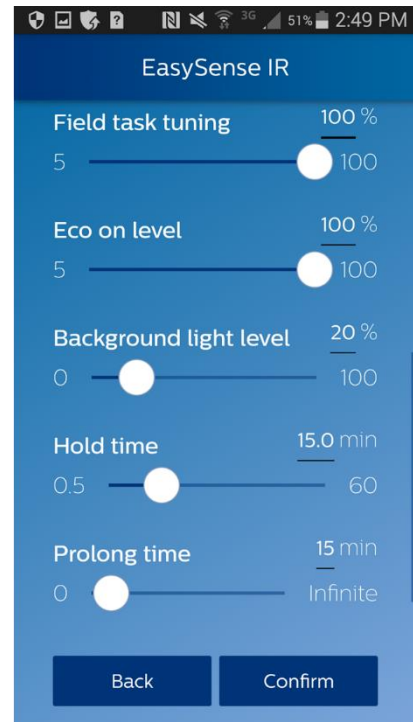 3G 51% 2:49 PM
EasySense IR
Field task tuning 100 %
5 100
Eco on level 100 %
5 100
Background light level 20 %
0 100
Hold time 15.0 min
0.5 60
Prolong time 15 min
0 Infinite
Back Confirm